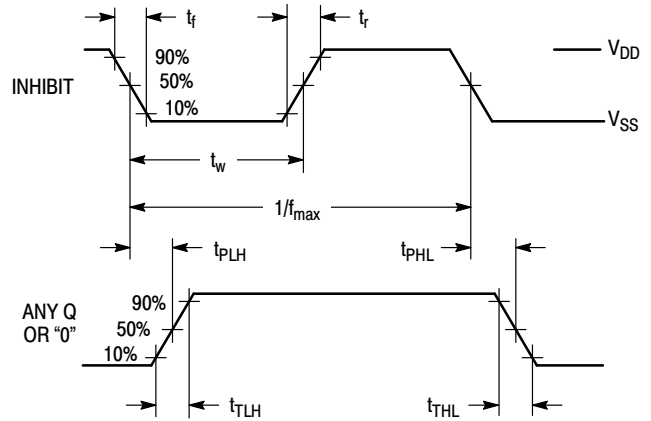 t_f t_r
V_DD
90%
INHIBIT 50%
10%
V_SS
t_w
1/f_max
t_PLH t_PHL
90%
ANY Q
OR “0” 50%
10%
t_TLH t_THL